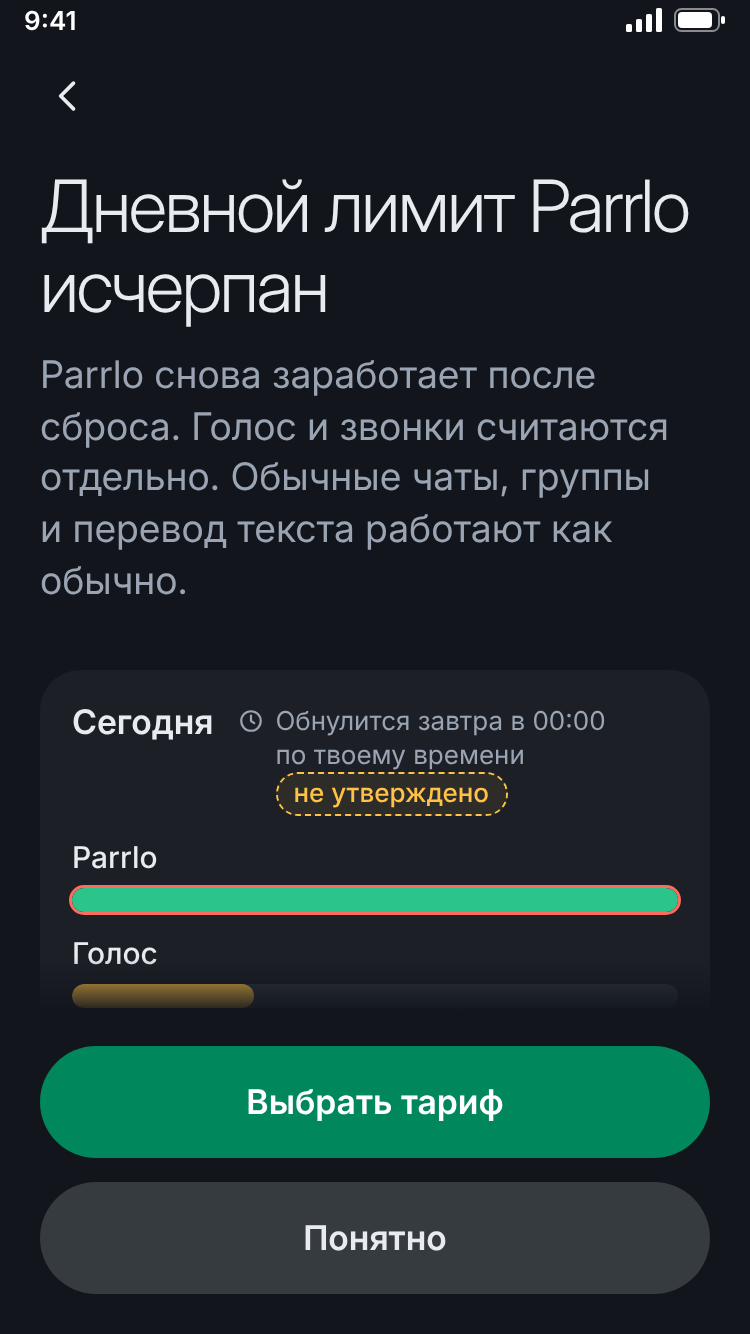 9:41
Дневной лимит Parrlo
исчерпан
Parrlo снова заработает после
сброса. Голос и звонки считаются
отдельно. Обычные чаты, группы
и перевод текста работают как
обычно.
Сегодня
Обнулится завтра в 00:00
по твоему времени
не утверждено
Parrlo
Голос
Выбрать тариф
Понятно